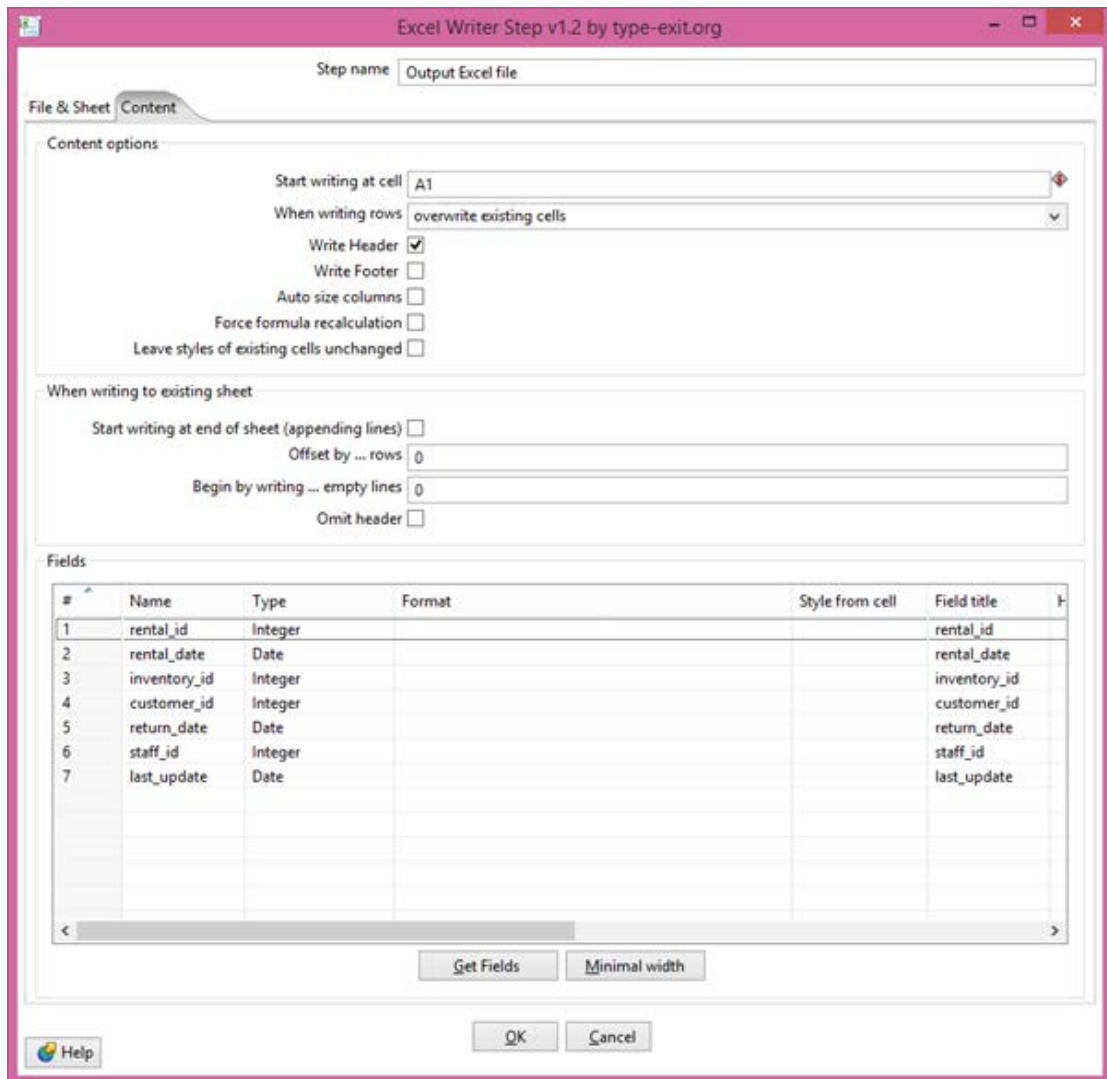 Excel Writer Step v1.2 by type-exit.org
Step name Output Excel file
File & Sheet Content
Content options
Start writing at cell A1
When writing rows overwrite existing cells
Write Header
Write Footer
Auto size columns
Force formula recalculation
Leave styles of existing cells unchanged
When writing to existing sheet
Start writing at end of sheet (appending lines)
Offset by ... rows 0
Begin by writing ... empty lines 0
Omit header
Fields
# Name Type Format Style from cell Field title H
1 rental_id Integer rental_id
2 rental_date Date rental_date
3 inventory_id Integer inventory_id
4 customer_id Integer customer_id
5 return_date Date return_date
6 staff_id Integer staff_id
7 last_update Date last_update
Get Fields Minimal width
OK Cancel
Help